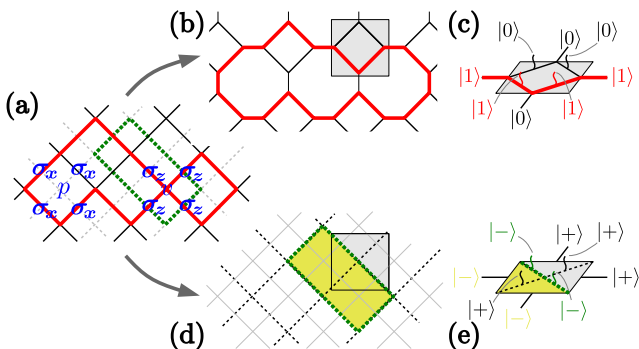 (a)
σx σx
p
σx σx
σz σz
v
σz σz
(b)
(c)
|0⟩ |0⟩ |0⟩
|1⟩ |1⟩
|1⟩ |0⟩ |1⟩
(d)
(e)
|−⟩ |+⟩ |+⟩
|−⟩ |+⟩
|+⟩ |−⟩ |−⟩